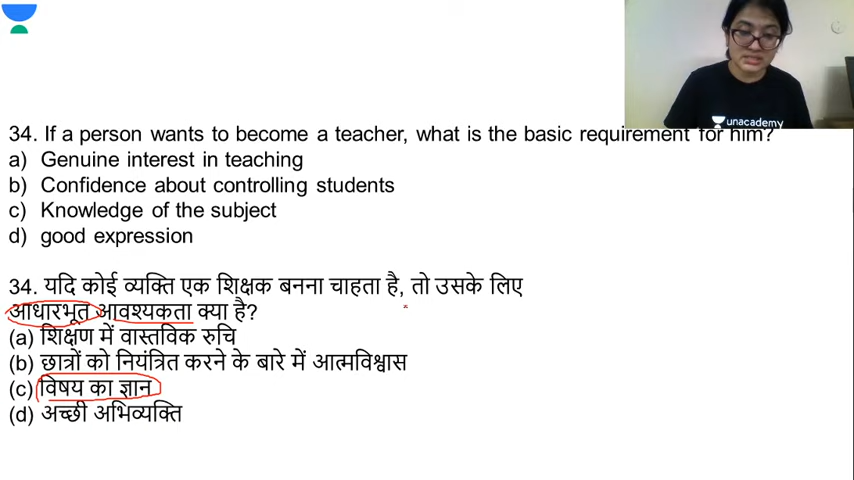 unacademy
34. If a person wants to become a teacher, what is the basic requirement for him?
a) Genuine interest in teaching
b) Confidence about controlling students
c) Knowledge of the subject
d) good expression
34. यदि कोई व्यक्ति एक शिक्षक बनना चाहता है, तो उसके लिए
आधारभूत आवश्यकता क्या है?
(a) शिक्षण में वास्तविक रुचि
(b) छात्रों को नियंत्रित करने के बारे में आत्मविश्वास
(c) विषय का ज्ञान
(d) अच्छी अभिव्यक्ति